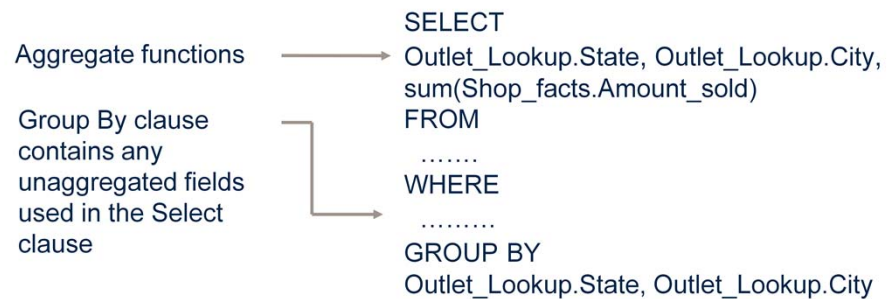 Aggregate functions
Group By clause
contains any
unaggregated fields
used in the Select
clause
SELECT
Outlet_Lookup.State, Outlet_Lookup.City,
sum(Shop_facts.Amount_sold)
FROM
…….
WHERE
………
GROUP BY
Outlet_Lookup.State, Outlet_Lookup.City